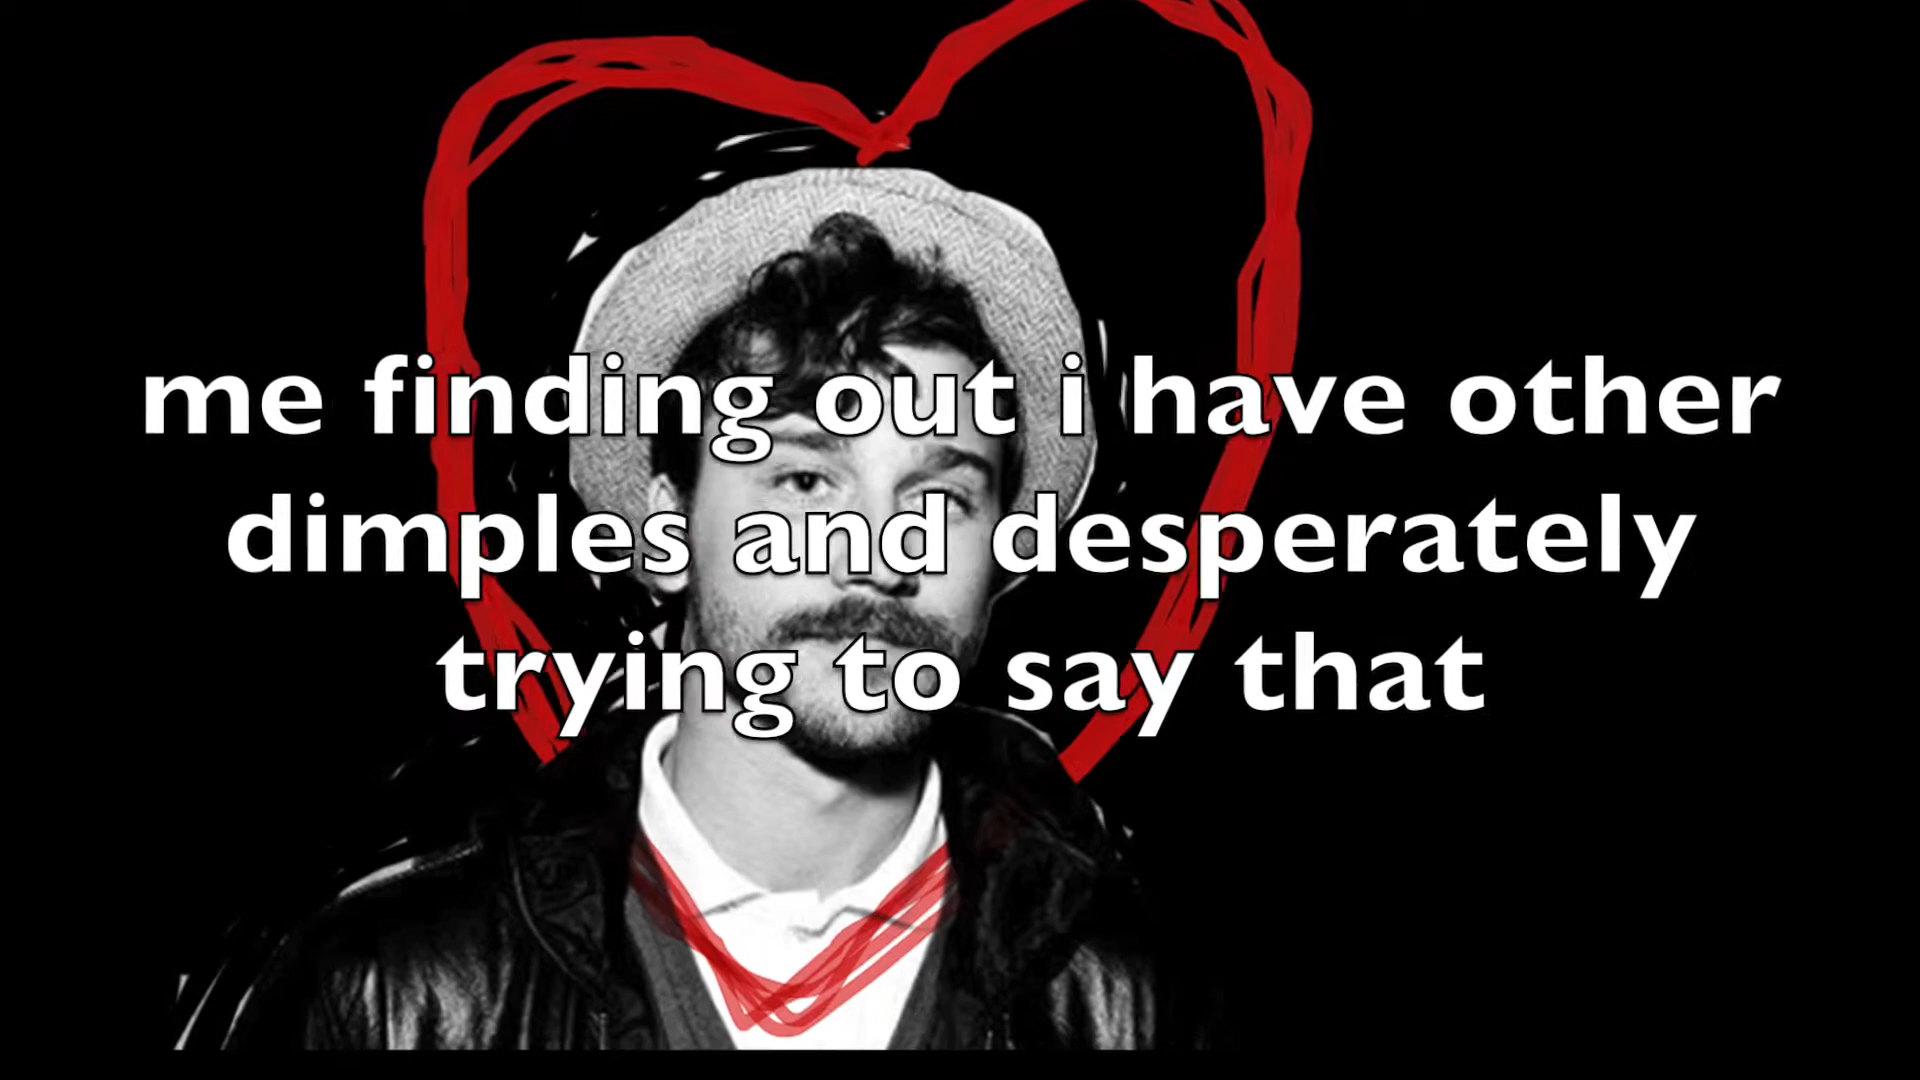 me finding out i have other
dimples and desperately
trying to say that